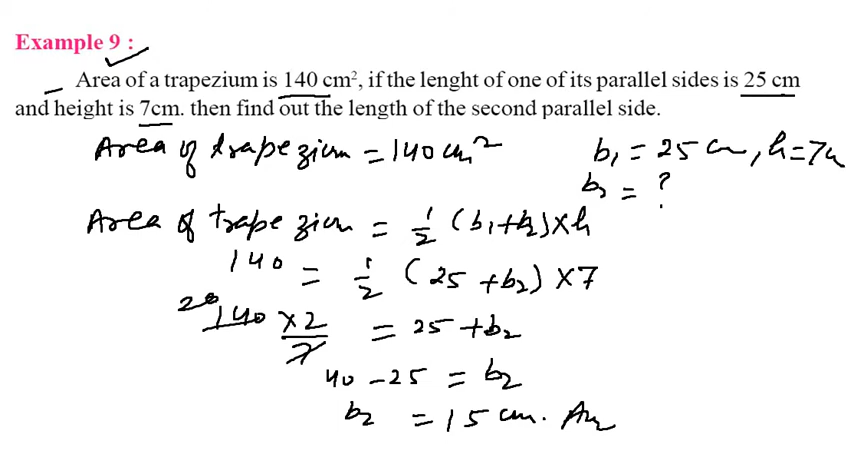 Example 9 :
Area of a trapezium is 140 cm², if the lenght of one of its parallel sides is 25 cm
and height is 7cm. then find out the length of the second parallel side.
Area of trapezium = 140 cm²
b₁ = 25 cm, h = 7c
b₂ = ?
Area of trapezium = 1/2 (b₁ + b₂) × h
140 = 1/2 (25 + b₂) × 7
20 140 × 2 / 7 = 25 + b₂
40 - 25 = b₂
b₂ = 15 cm. Ans